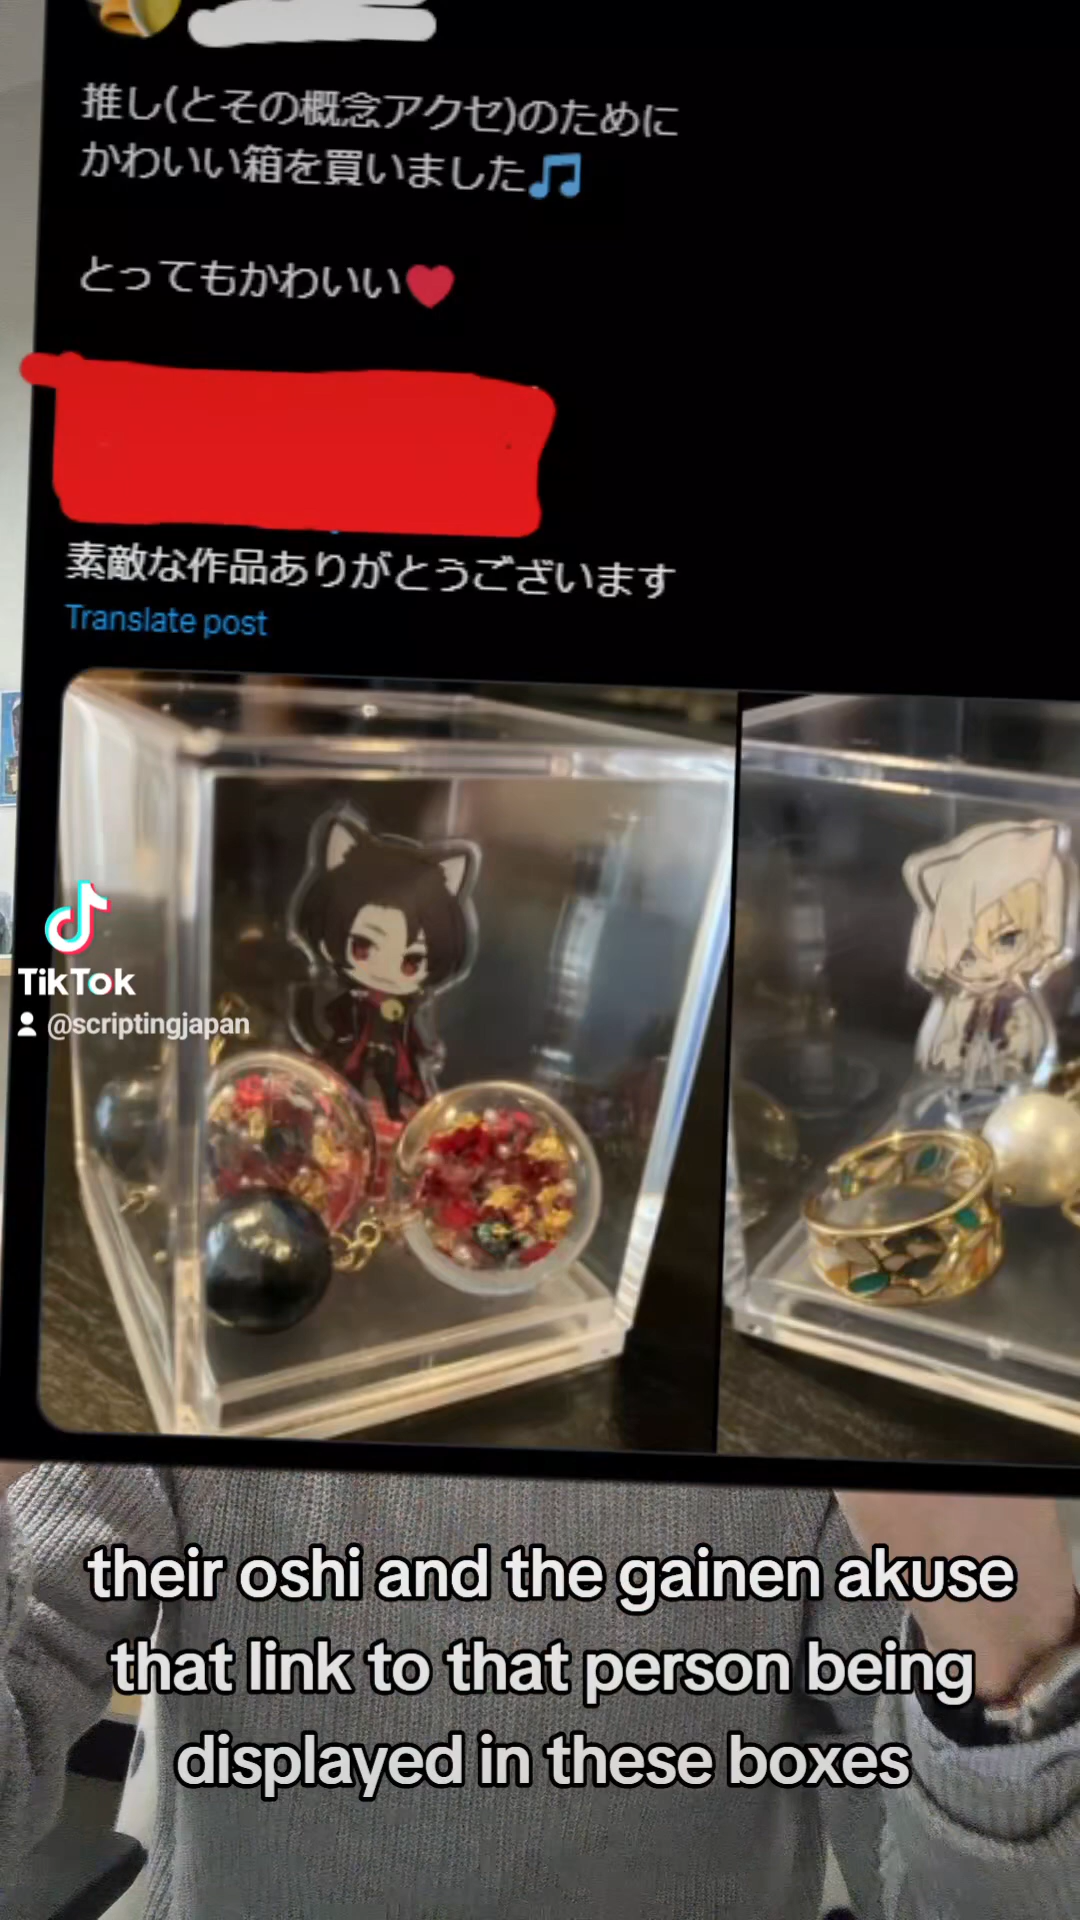 推し(とその概念アクセ)のために
かわいい箱を買いました🎵
とってもかわいい❤
素敵な作品ありがとうございます
Translate post
TikTok
@scriptingjapan
their oshi and the gainen akuse
that link to that person being
displayed in these boxes